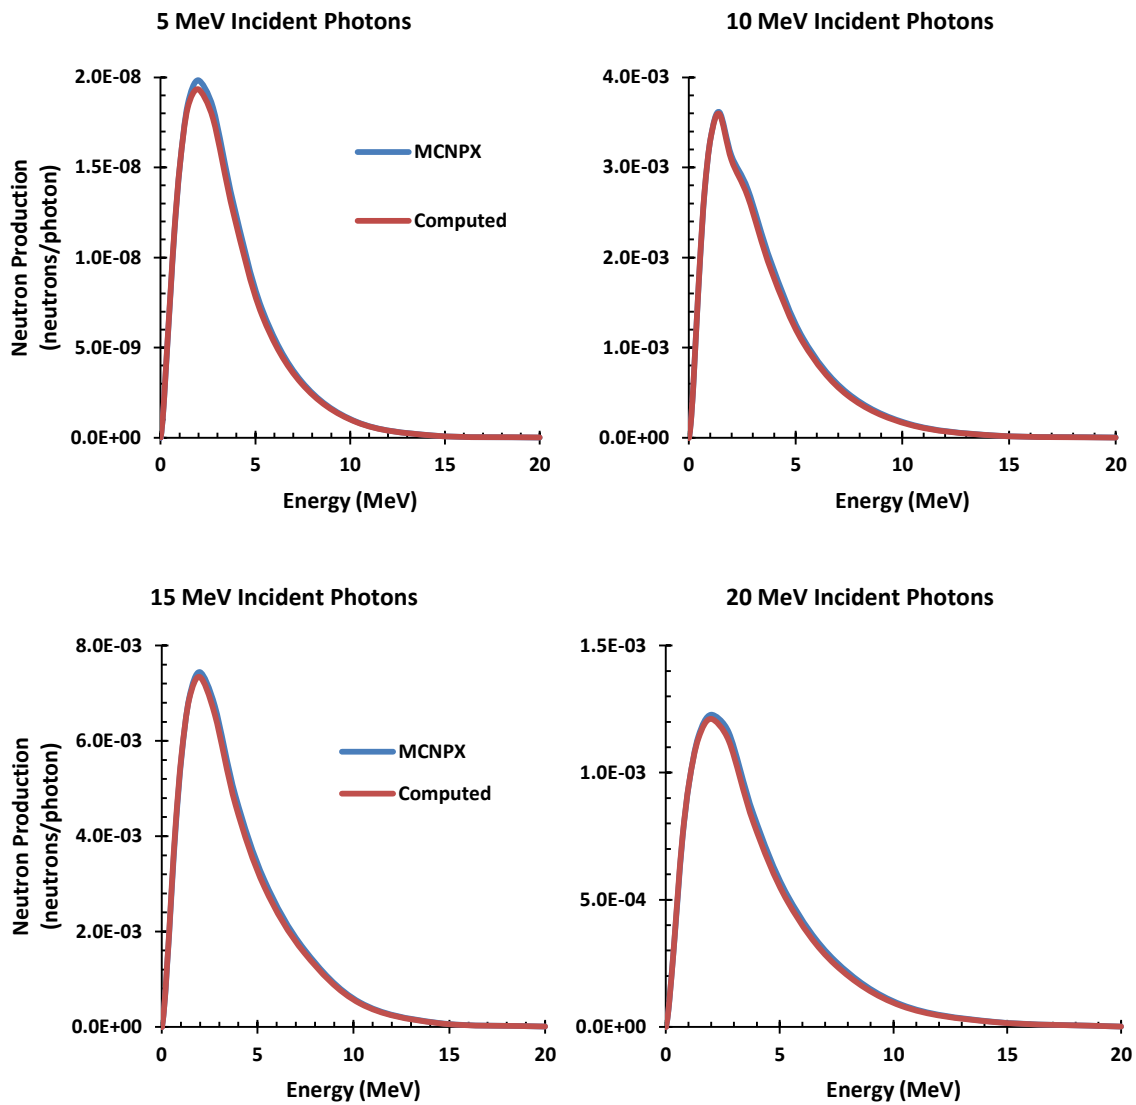 5 MeV Incident Photons
10 MeV Incident Photons
Neutron Production
(neutrons/photon)
2.0E-08
1.5E-08
1.0E-08
5.0E-09
0.0E+00
MCNPX
Computed
0 5 10 15 20
Energy (MeV)
4.0E-03
3.0E-03
2.0E-03
1.0E-03
0.0E+00
0 5 10 15 20
Energy (MeV)
15 MeV Incident Photons
20 MeV Incident Photons
Neutron Production
(neutrons/photon)
8.0E-03
6.0E-03
4.0E-03
2.0E-03
0.0E+00
MCNPX
Computed
0 5 10 15 20
Energy (MeV)
1.5E-03
1.0E-03
5.0E-04
0.0E+00
0 5 10 15 20
Energy (MeV)